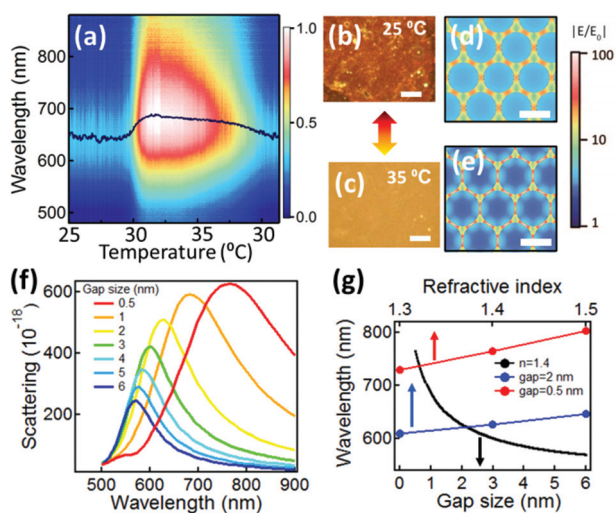 (a)
Wavelength (nm)
800
700
600
500
25 30 35 30
Temperature (⁰C)
1.0
0.5
0.0
(b) 25 ⁰C
(c) 35 ⁰C
(d)
(e)
|E/E₀|
100
10
1
(f)
Scattering (10⁻¹⁸)
600
400
200
Gap size (nm)
0.5
1
2
3
4
5
6
500 600 700 800 900
Wavelength (nm)
(g)
Refractive index
1.3 1.4 1.5
Wavelength (nm)
800
700
600
n=1.4
gap=2 nm
gap=0.5 nm
0 1 2 3 4 5 6
Gap size (nm)